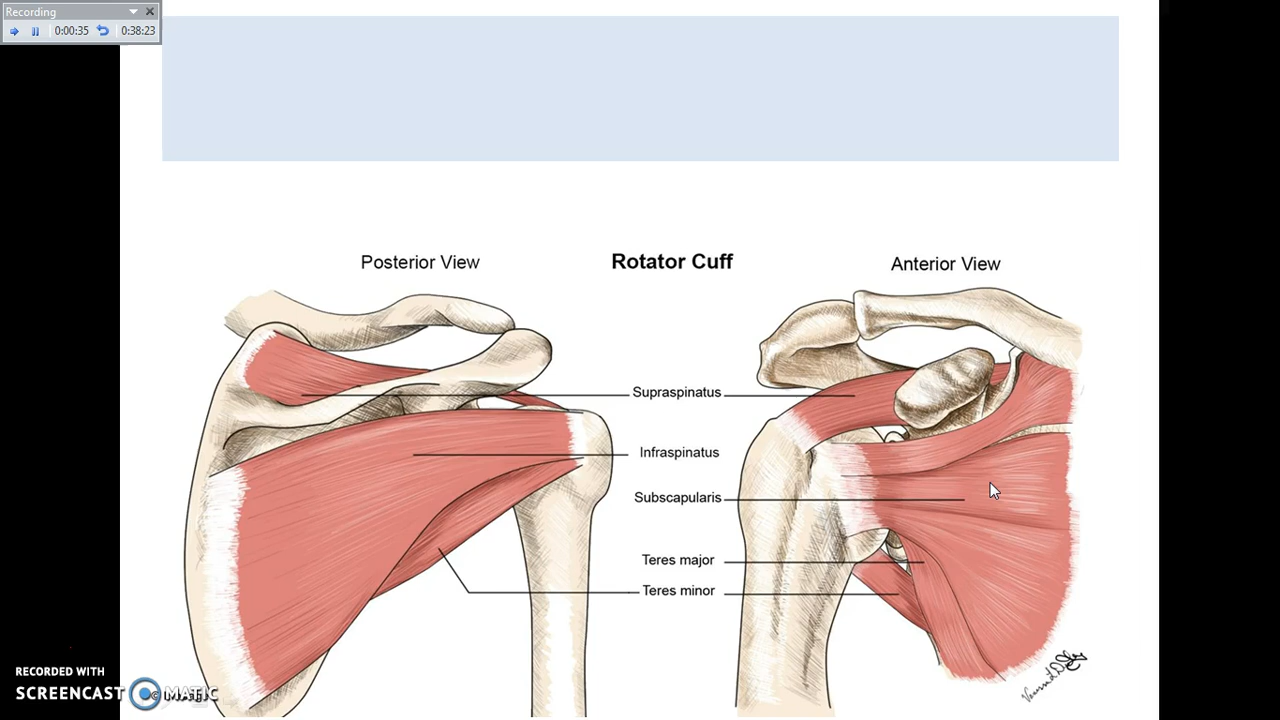 Recording
0:00:35
0:38:23
Posterior View
Rotator Cuff
Anterior View
Supraspinatus
Infraspinatus
Subscapularis
Teres major
Teres minor
RECORDED WITH
SCREENCAST MATIC